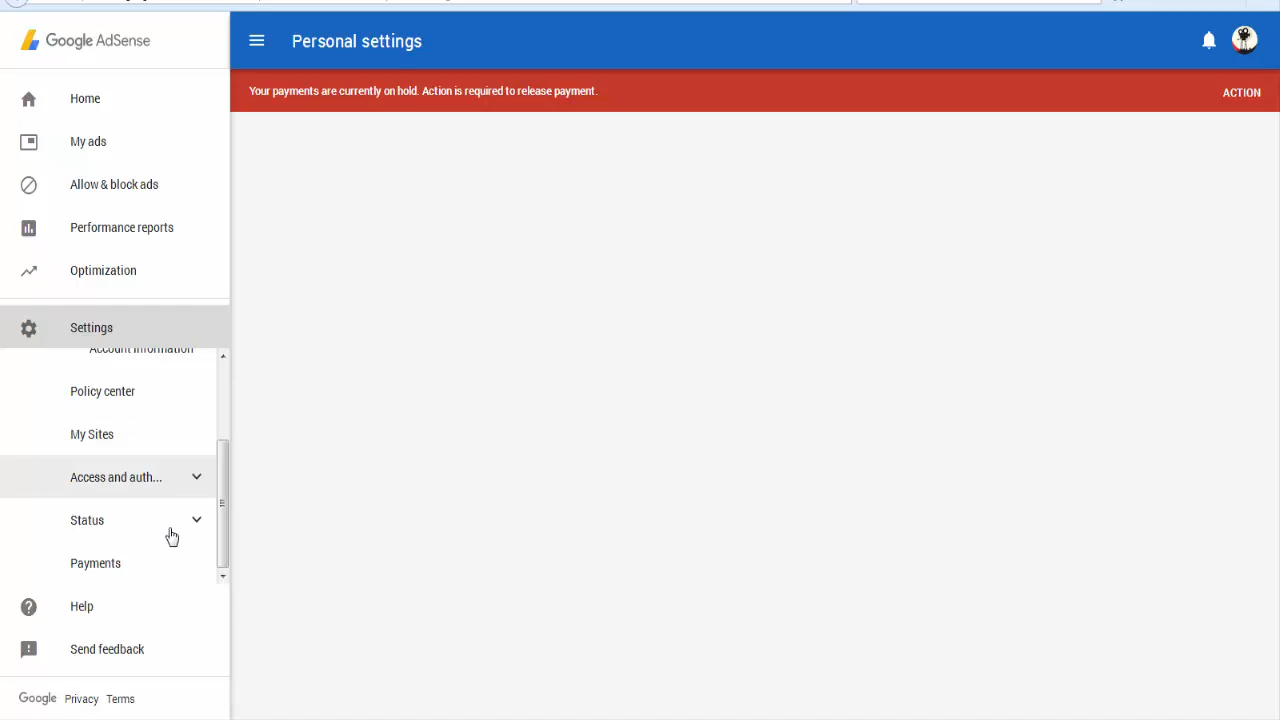 Google AdSense
Personal settings
Your payments are currently on hold. Action is required to release payment.
ACTION
Home
My ads
Allow & block ads
Performance reports
Optimization
Settings
Account information
Policy center
My Sites
Access and auth...
Status
Payments
Help
Send feedback
Google Privacy Terms